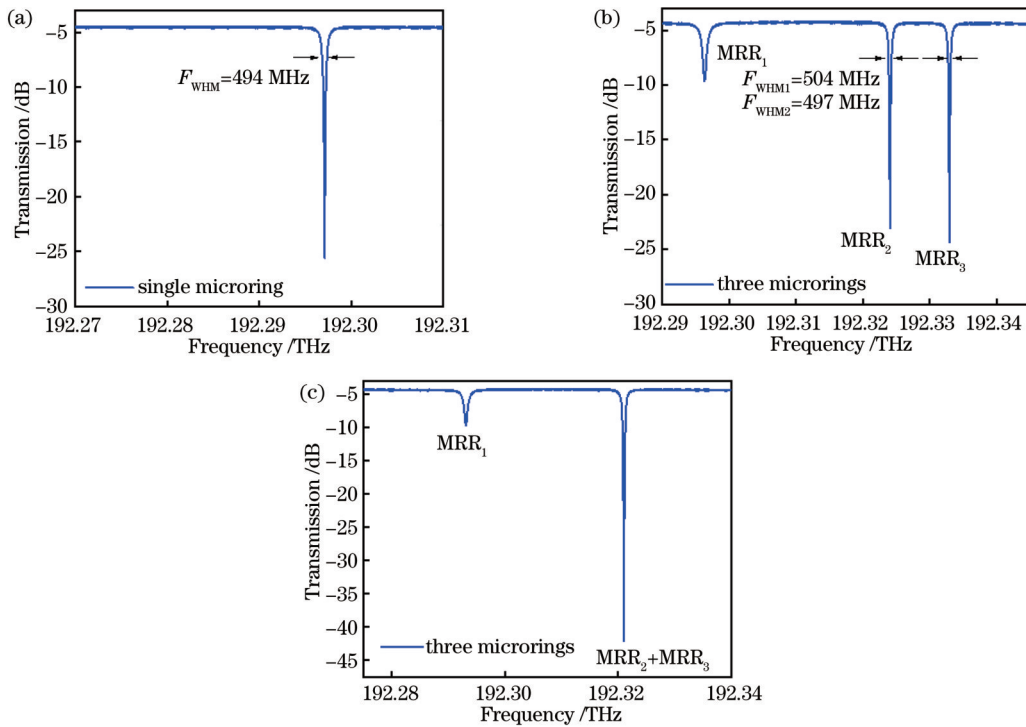 (a)
−5
−10
−15
−20
−25
−30
Transmission /dB
F_WHM=494 MHz
single microring
192.27 192.28 192.29 192.30 192.31
Frequency /THz
(b)
−5
−10
−15
−20
−25
−30
Transmission /dB
MRR₁
F_WHM1=504 MHz
F_WHM2=497 MHz
MRR₂
MRR₃
three microrings
192.29 192.30 192.31 192.32 192.33 192.34
Frequency /THz
(c)
−5
−10
−15
−20
−25
−30
−35
−40
−45
Transmission /dB
MRR₁
three microrings
MRR₂+MRR₃
192.28 192.30 192.32 192.34
Frequency /THz